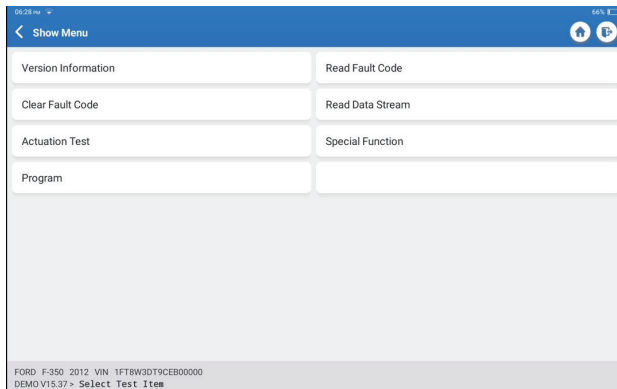 06:28 PM 66%
Show Menu
Version Information Read Fault Code
Clear Fault Code Read Data Stream
Actuation Test Special Function
Program
FORD F-350 2012 VIN 1FT8W3DT9CEB00000
DEMO V15.37 > Select Test Item